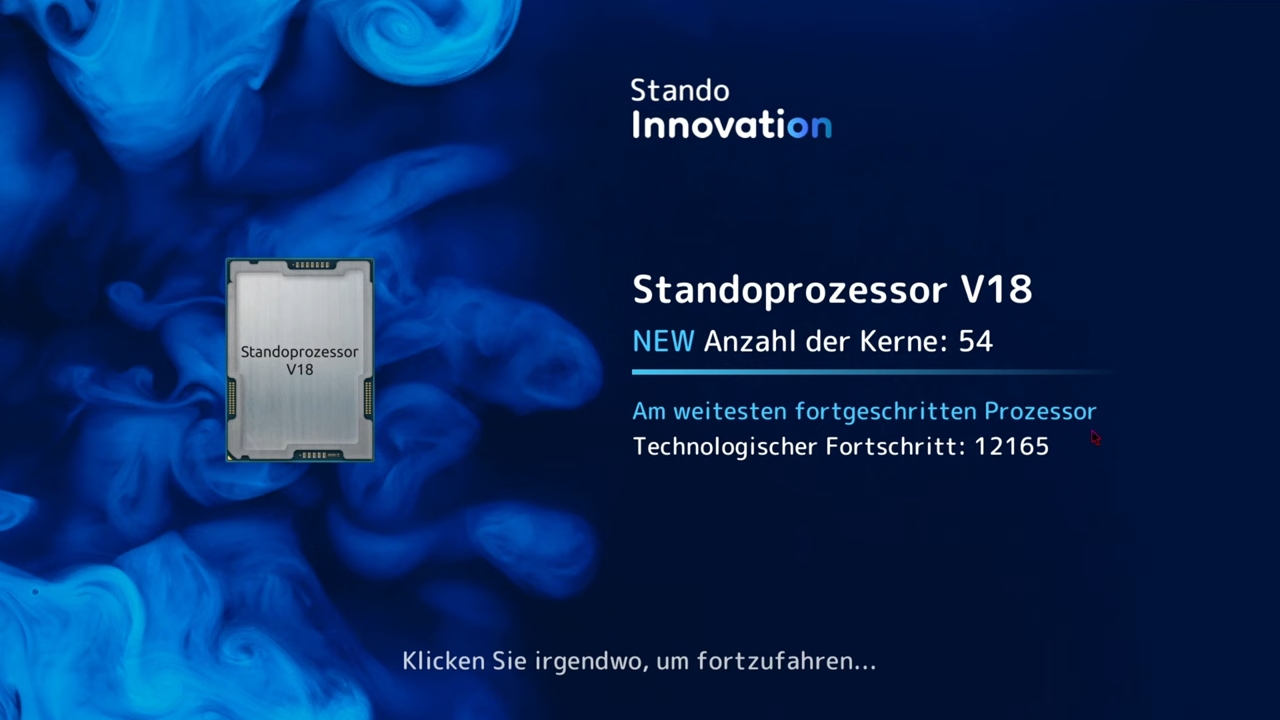 Stando
Innovation
Standoprozessor V18
NEW Anzahl der Kerne: 54
Am weitesten fortgeschritten Prozessor
Technologischer Fortschritt: 12165
Standoprozessor
V18
Klicken Sie irgendwo, um fortzufahren...